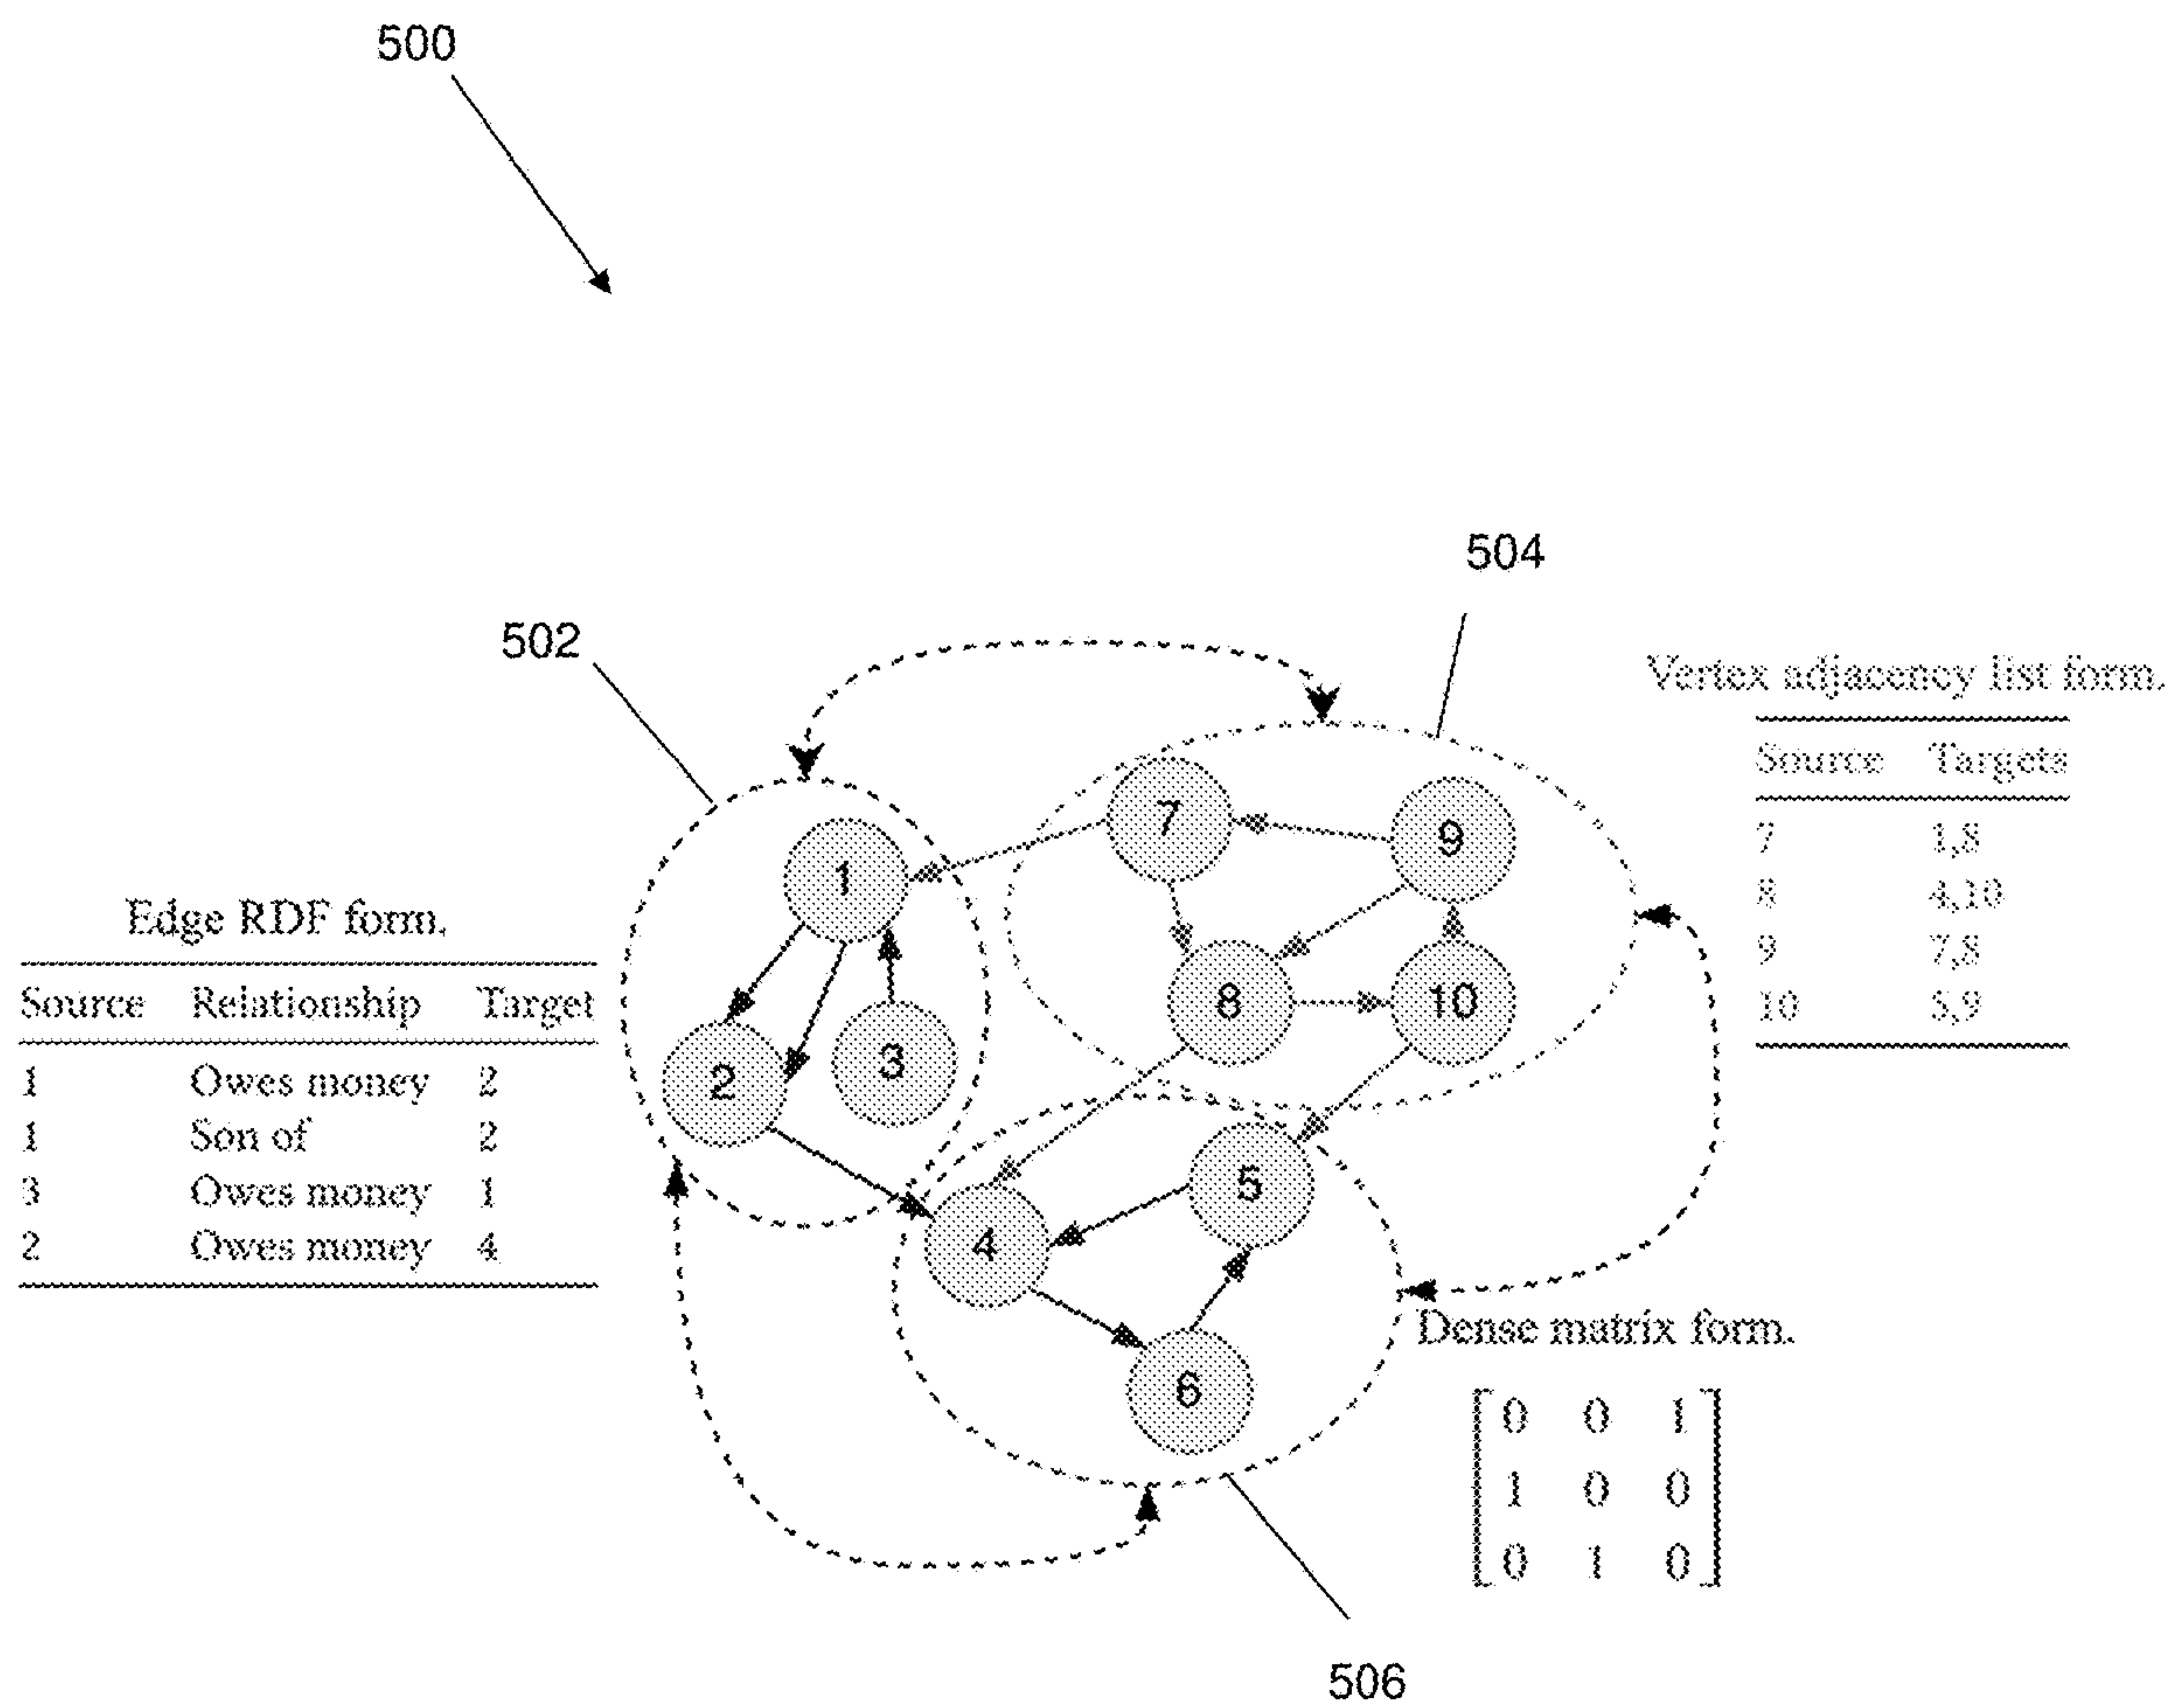 500
504
502
Vertex adjacency list form.
Source Targets
7 1,8
8 4,10
9 7,8
10 5,9
Edge RDF form.
Source Relationship Target
1 Owes money 2
1 Son of 2
3 Owes money 1
2 Owes money 4
7
9
1
8
10
2
3
5
4
6
Dense matrix form.
0 0 1
1 0 0
0 1 0
506